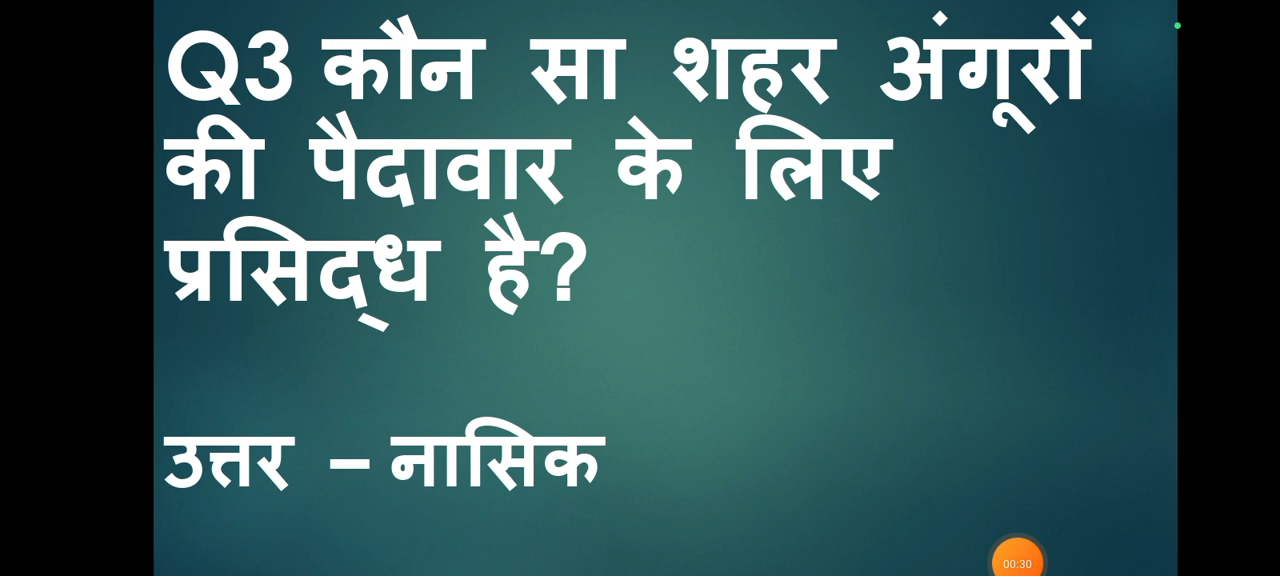 Q3 कौन सा शहर अंगूरों
की पैदावार के लिए
प्रसिद्ध है?
उत्तर – नासिक
00:30